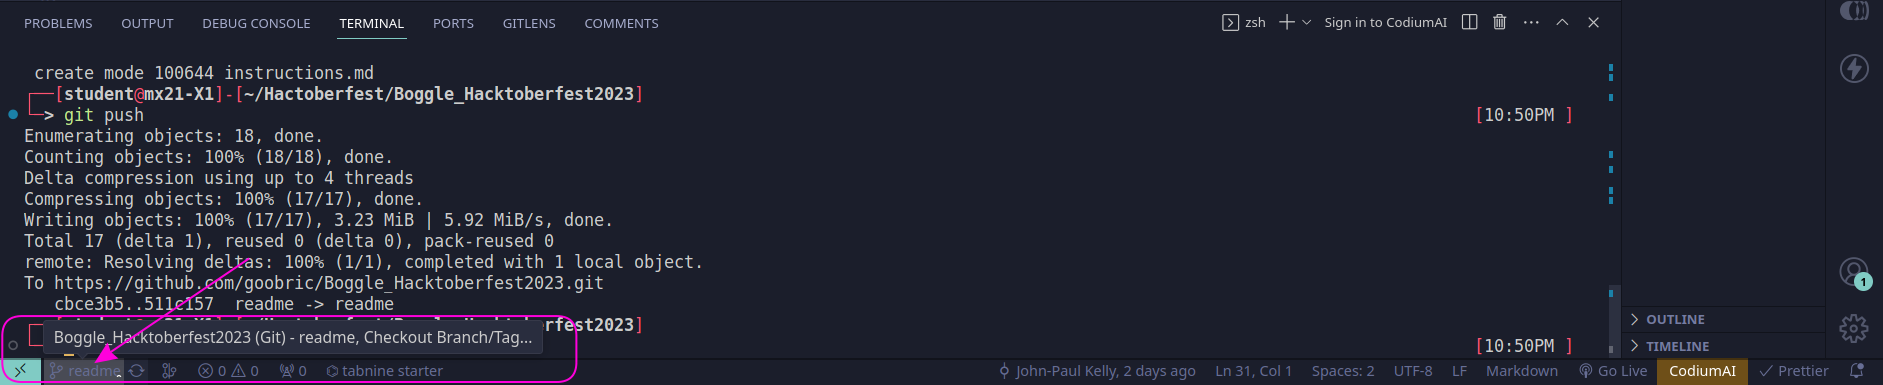 PROBLEMS OUTPUT DEBUG CONSOLE TERMINAL PORTS GITLENS COMMENTS zsh Sign in to CodiumAI
create mode 100644 instructions.md
[student@mx21-X1]-[~/Hactoberfest/Boggle_Hacktoberfest2023]
> git push [10:50PM ]
Enumerating objects: 18, done.
Counting objects: 100% (18/18), done.
Delta compression using up to 4 threads
Compressing objects: 100% (17/17), done.
Writing objects: 100% (17/17), 3.23 MiB | 5.92 MiB/s, done.
Total 17 (delta 1), reused 0 (delta 0), pack-reused 0
remote: Resolving deltas: 100% (1/1), completed with 1 local object.
To https://github.com/goobric/Boggle_Hacktoberfest2023.git
cbce3b5..511c157 readme -> readme
erfest2023]
Boggle_Hacktoberfest2023 (Git) - readme, Checkout Branch/Tag...
[10:50PM ]
OUTLINE
TIMELINE
1
readme 0 0 0 tabnine starter John-Paul Kelly, 2 days ago Ln 31, Col 1 Spaces: 2 UTF-8 LF Markdown Go Live CodiumAI Prettier